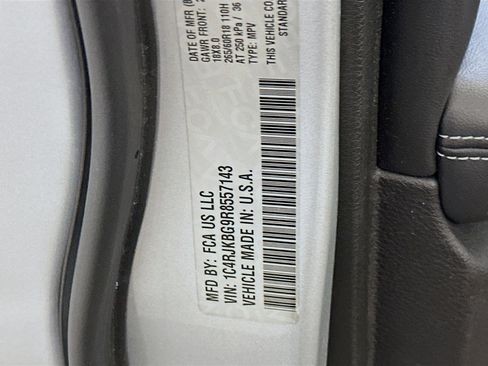 DATE OF MFR
GAWR FRONT:
18X8.0
265/60R18 110H
AT 250 kPa / 36
TYPE: MPV
THIS VEHICLE CO
STANDAR
MFD BY: FCA US LLC
VIN: 1C4RJKBG9R8557143
VEHICLE MADE IN: U.S.A.